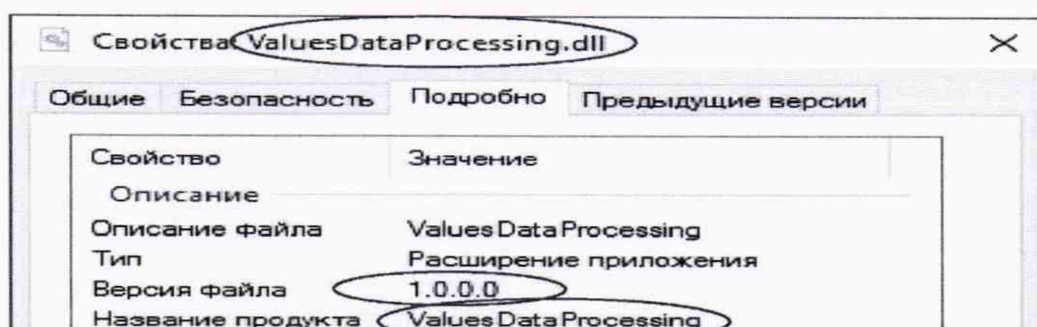 Свойства: ValuesDataProcessing.dll
Общие Безопасность Подробно Предыдущие версии
Свойство Значение
Описание
Описание файла ValuesDataProcessing
Тип Расширение приложения
Версия файла 1.0.0.0
Название продукта ValuesDataProcessing